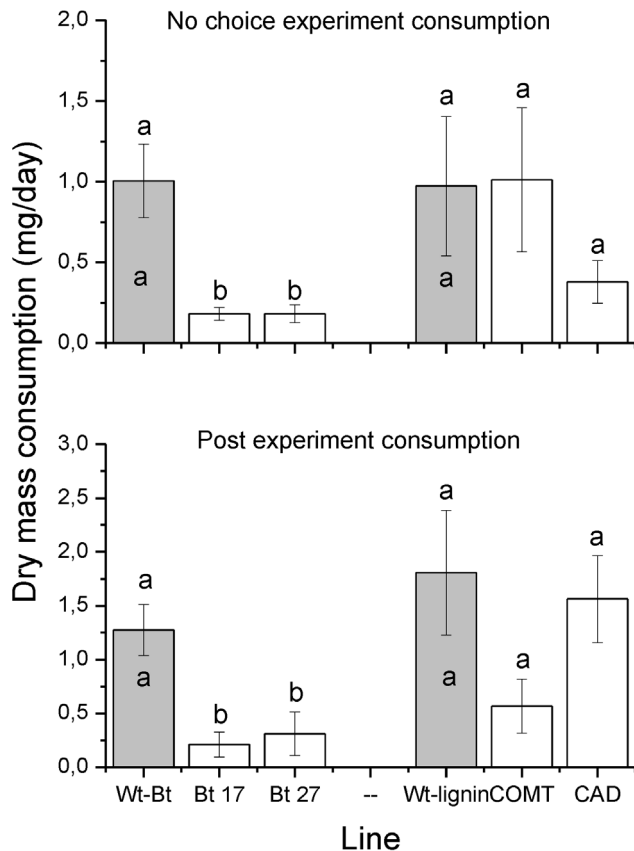 No choice experiment consumption
2,0
1,5
1,0
0,5
0,0
a
a
b
b
a
a
a
a
Dry mass consumption (mg/day)
Post experiment consumption
3,0
2,5
2,0
1,5
1,0
0,5
0,0
a
a
b
b
a
a
a
a
Wt-Bt Bt 17 Bt 27 -- Wt-lignin COMT CAD
Line